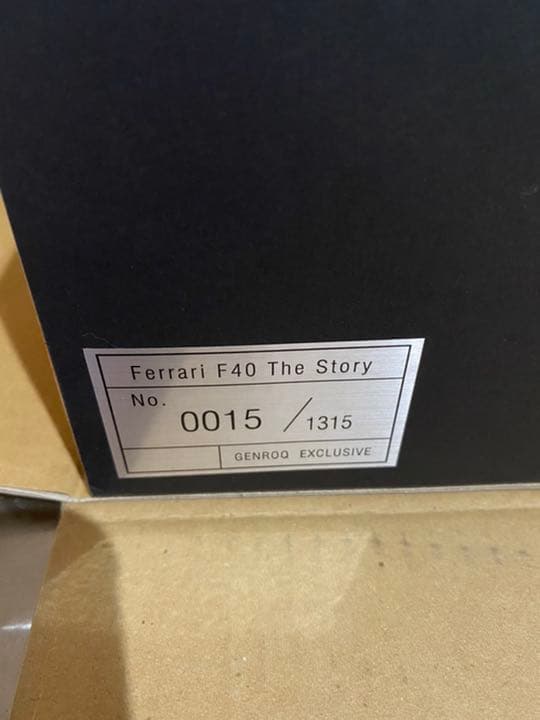 Ferrari F40 The Story
No. 0015 / 1315
GENROQ EXCLUSIVE